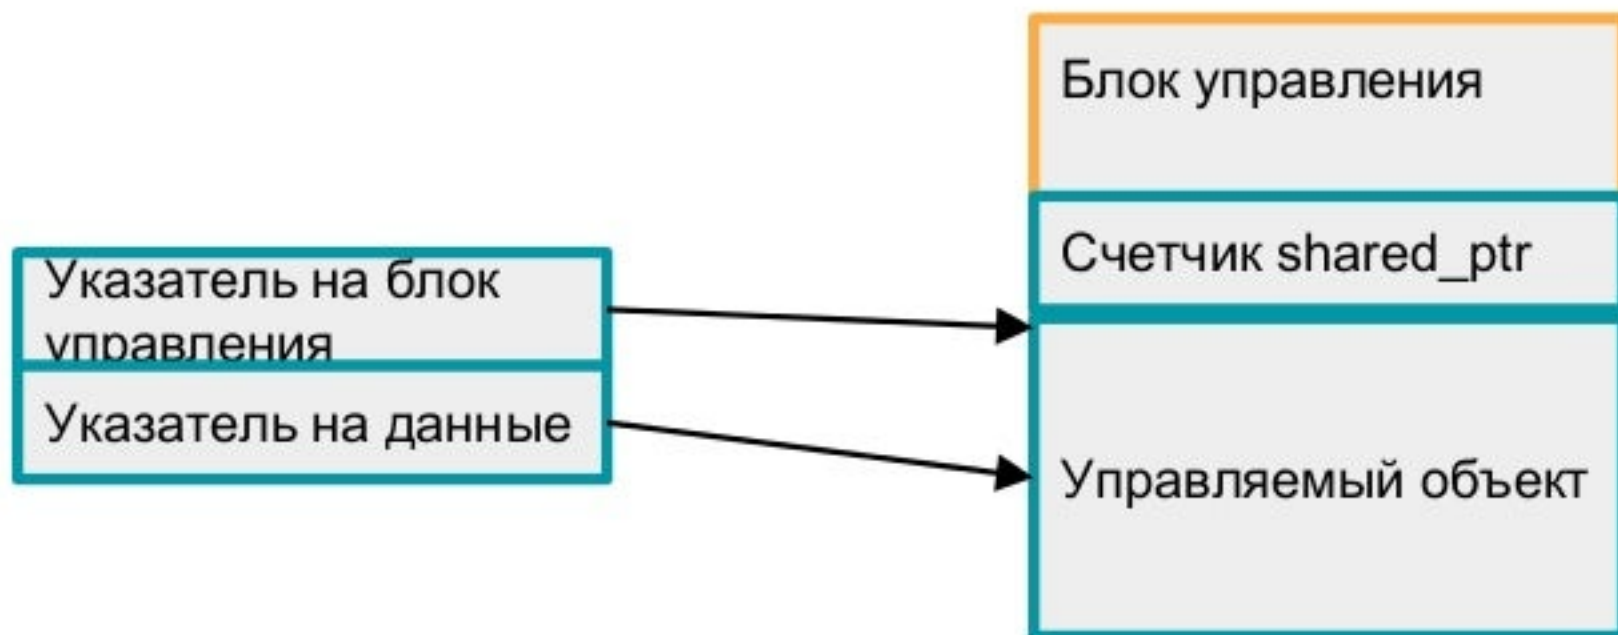 Блок управления
Счетчик shared_ptr
Указатель на блок
управления
Указатель на данные
Управляемый объект